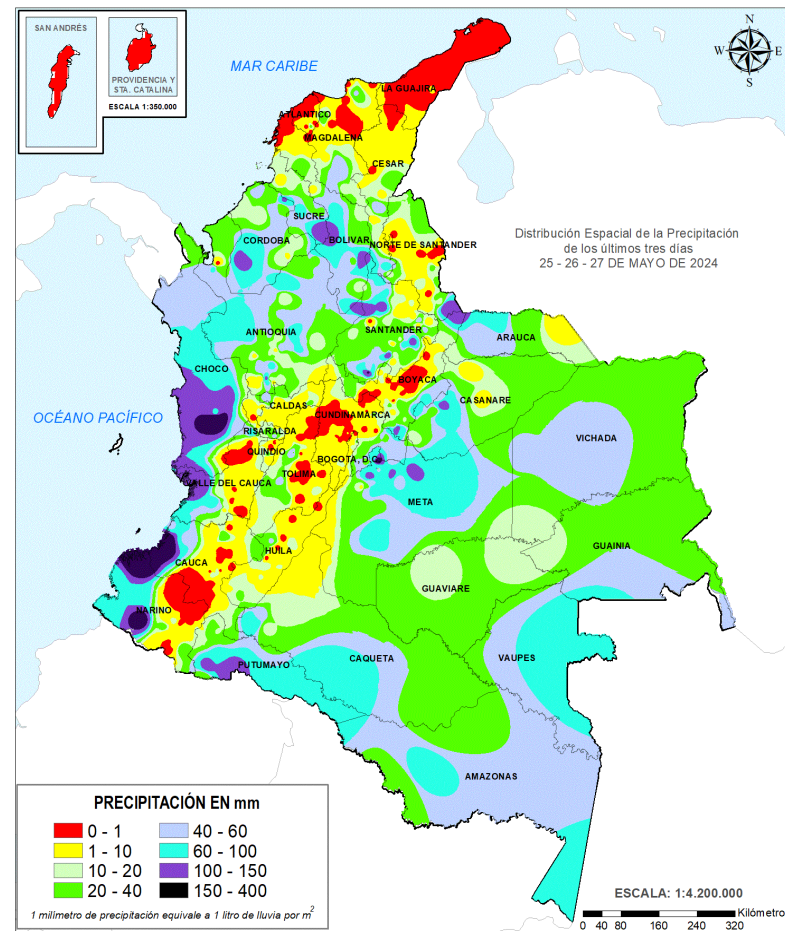 SAN ANDRÉS
PROVIDENCIA Y
STA. CATALINA
ESCALA 1:350.000
N
W
E
S
MAR CARIBE
LA GUAJIRA
ATLANTICO
MAGDALENA
CESAR
SUCRE
CORDOBA
BOLIVAR
NORTE DE SANTANDER
Distribución Espacial de la Precipitación
de los últimos tres días
25 - 26 - 27 DE MAYO DE 2024
ANTIOQUIA
SANTANDER
ARAUCA
CHOCO
BOYACA
CASANARE
CALDAS
CUNDINAMARCA
OCÉANO PACÍFICO
RISARALDA
VICHADA
QUINDIO
BOGOTA, D.C.
TOLIMA
VALLE DEL CAUCA
META
GUAINIA
HUILA
CAUCA
GUAVIARE
NARIÑO
PUTUMAYO
CAQUETA
VAUPES
AMAZONAS
PRECIPITACIÓN EN mm
0 - 1
40 - 60
1 - 10
60 - 100
10 - 20
100 - 150
20 - 40
150 - 400
1 milímetro de precipitación equivale a 1 litro de lluvia por m²
ESCALA: 1:4.200.000
Kilómetros
0 40 80 160 240 320